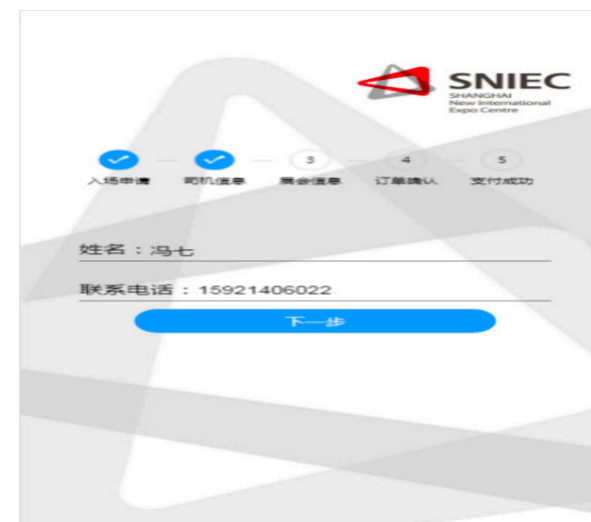 SNIEC
SHANGHAI
New International
Expo Centre
3 4 5
入场申请 司机信息 展会信息 订单确认 支付成功
姓名：冯七
联系电话：15921406022
下一步